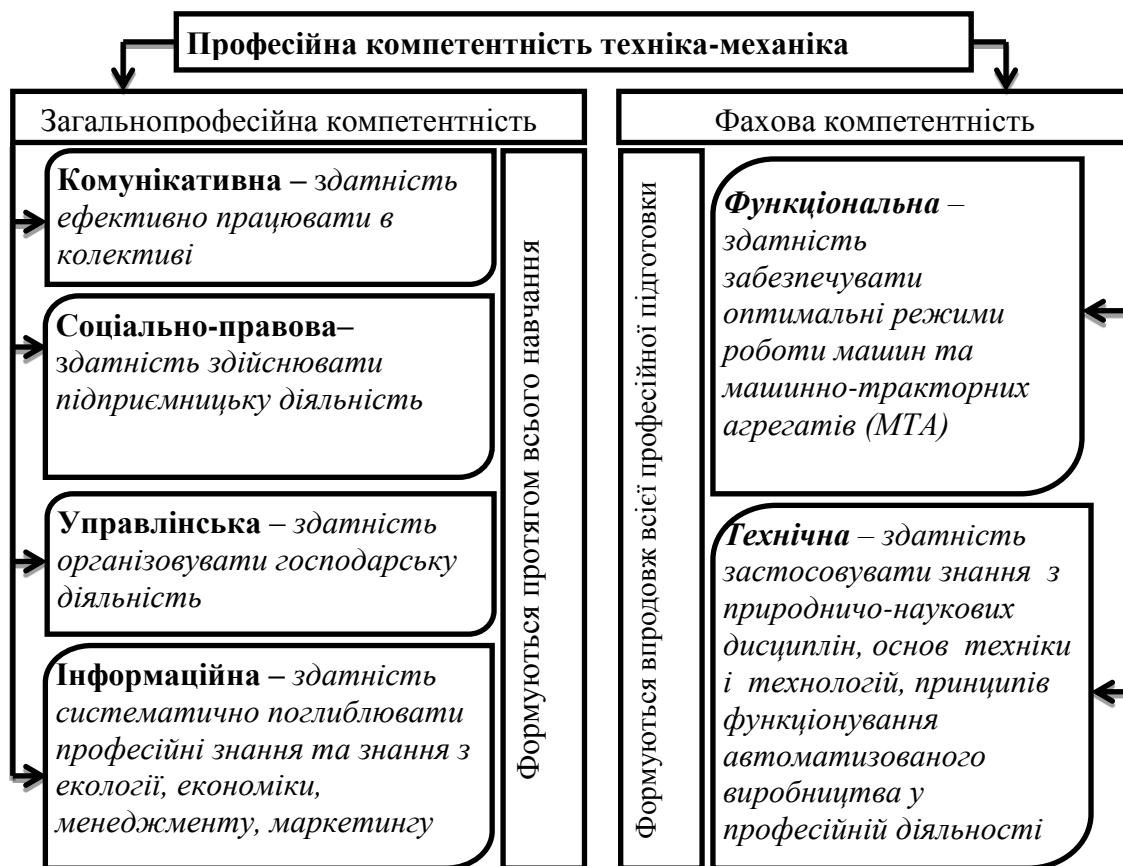 Професійна компетентність техніка-механіка
Загальнопрофесійна компетентність
Комунікативна – здатність
ефективно працювати в
колективі
Соціально-правова–
здатність здійснювати
підприємницьку діяльність
Управлінська – здатність
організовувати господарську
діяльність
Інформаційна – здатність
систематично поглиблювати
професійні знання та знання з
екології, економіки,
менеджменту, маркетингу
Формуються протягом всього навчання
Фахова компетентність
Формуються впродовж всієї професійної підготовки
Функціональна –
здатність
забезпечувати
оптимальні режими
роботи машин та
машинно-тракторних
агрегатів (МТА)
Технічна – здатність
застосовувати знання з
природничо-наукових
дисциплін, основ техніки
і технологій, принципів
функціонування
автоматизованого
виробництва у
професійній діяльності